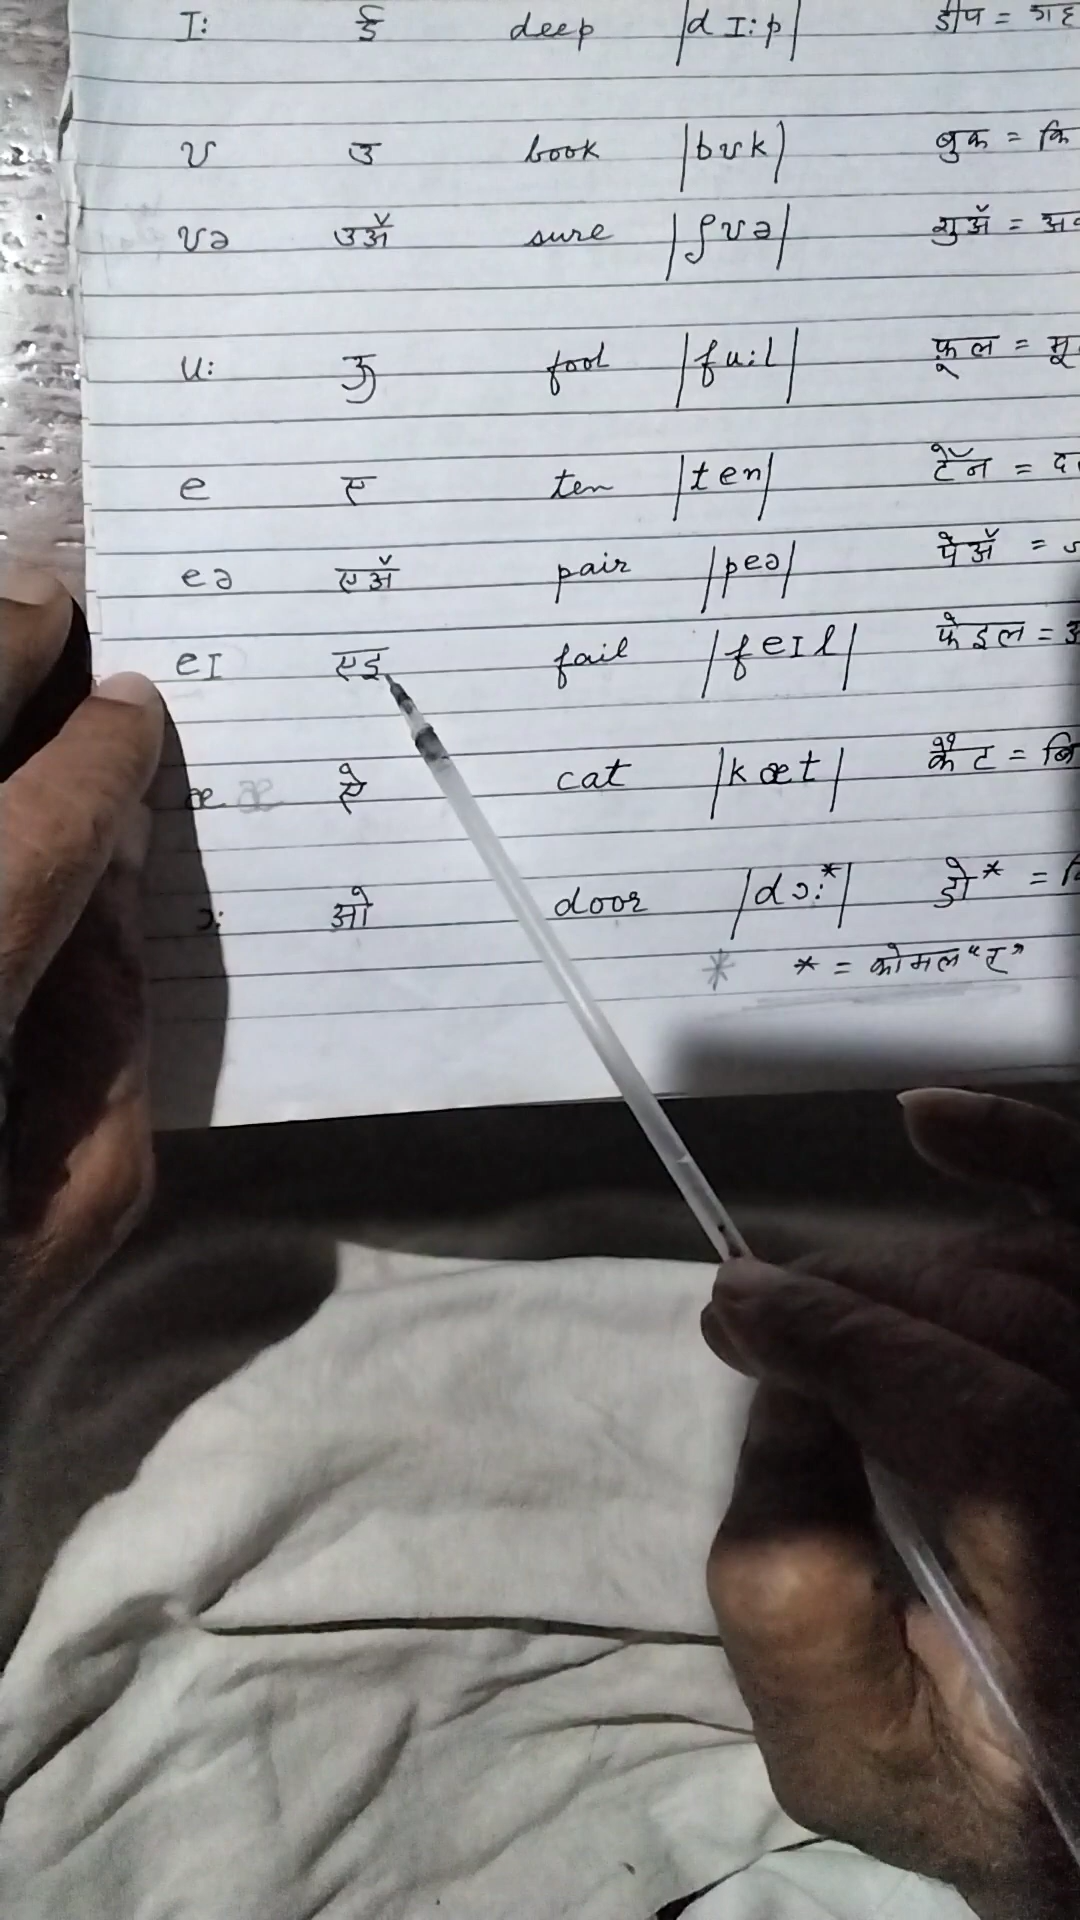 I: ई deep |dI:p| डीप =
ʊ उ book |bʊk| बुक =
ʊə उअॅ sure |ʃʊə| शुअॅ =
u: ऊ fool |fu:l| फ़ूल =
e ए ten |ten| टेॅन =
eə एअॅ pair |peə| पेअॅ =
eI एइ fail |feIl| फेइल =
æ æ ऐ cat |kæt| कैट =
ɔ: ओ door |dɔ:*| डो* =
* * = कोमल "र"